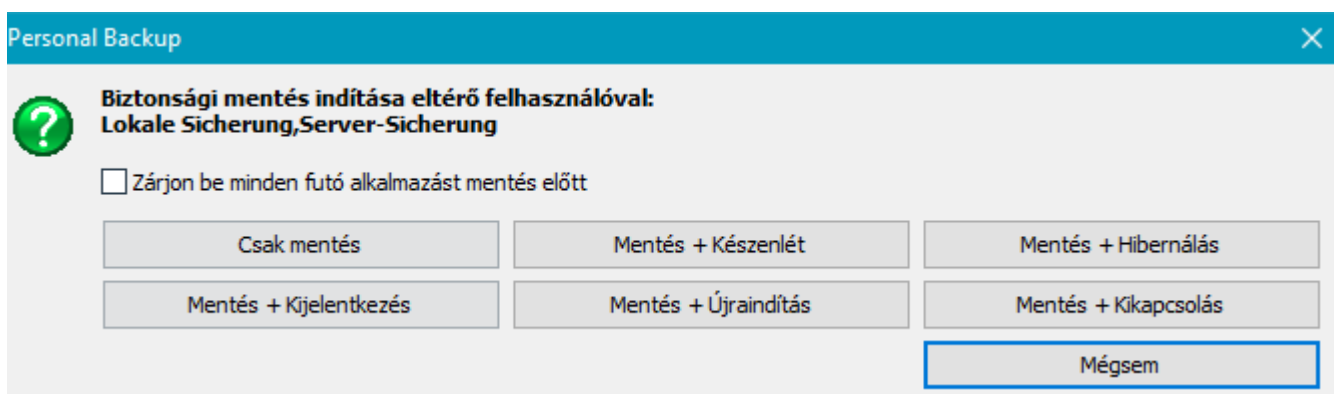 Personal Backup
Biztonsági mentés indítása eltérő felhasználóval:
Lokale Sicherung,Server-Sicherung
Zárjon be minden futó alkalmazást mentés előtt
Csak mentés
Mentés + Készenlét
Mentés + Hibernálás
Mentés + Kijelentkezés
Mentés + Újraindítás
Mentés + Kikapcsolás
Mégsem